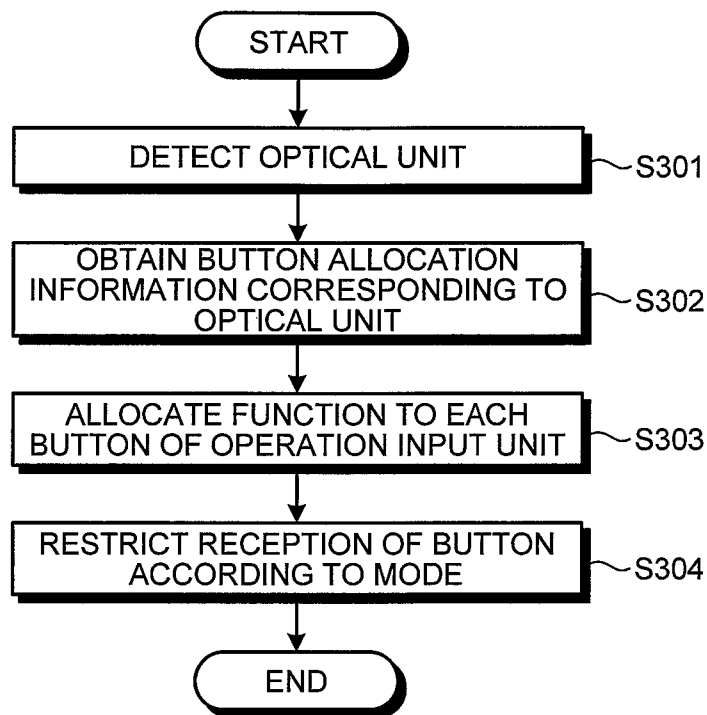 START
DETECT OPTICAL UNIT
S301
OBTAIN BUTTON ALLOCATION
INFORMATION CORRESPONDING TO
OPTICAL UNIT
S302
ALLOCATE FUNCTION TO EACH
BUTTON OF OPERATION INPUT UNIT
S303
RESTRICT RECEPTION OF BUTTON
ACCORDING TO MODE
S304
END